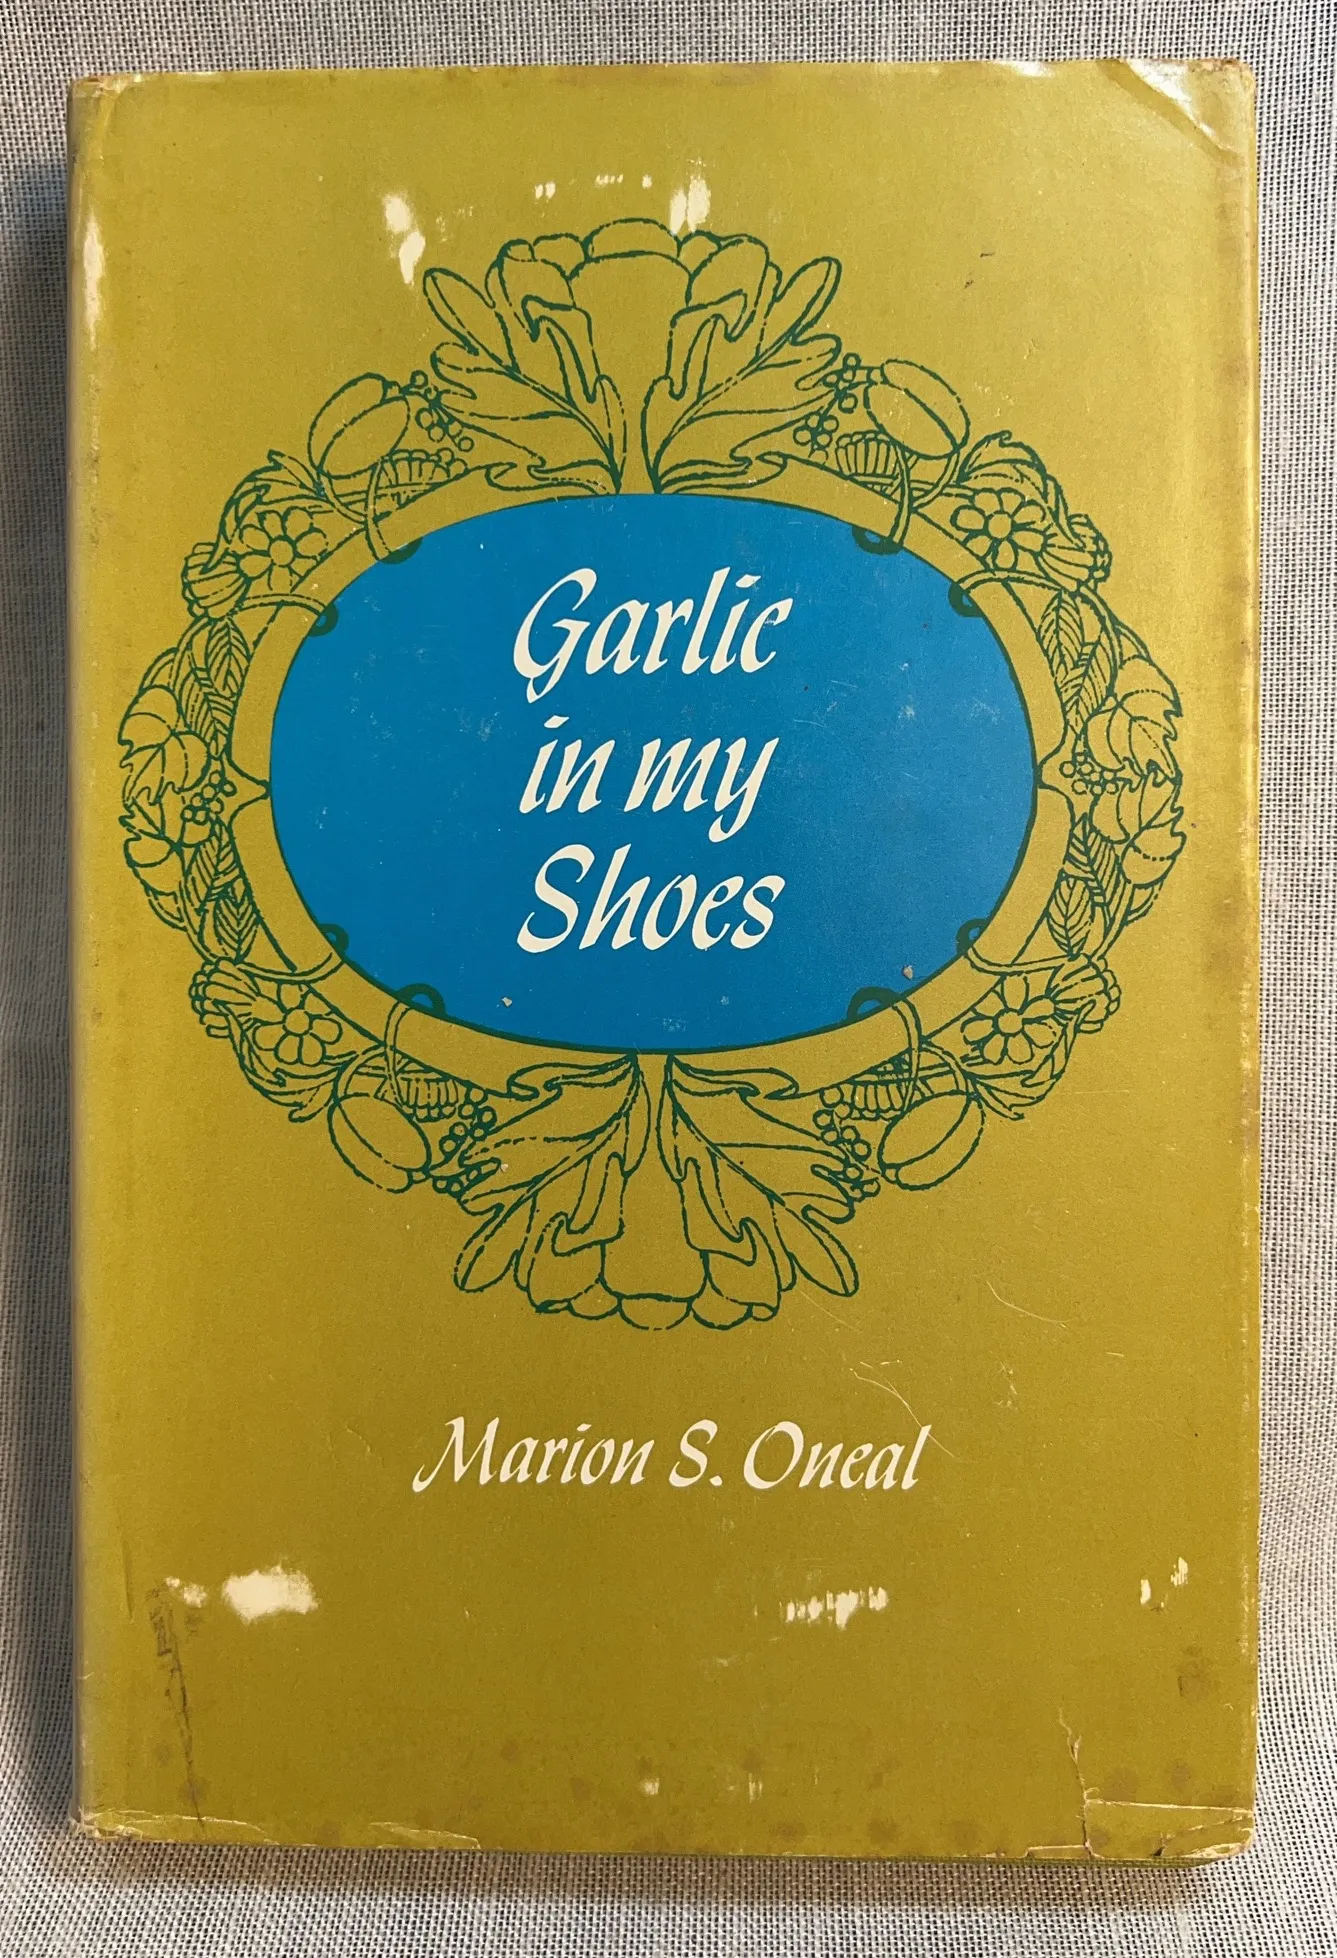 Garlic
in my
Shoes
Marion S. Oneal